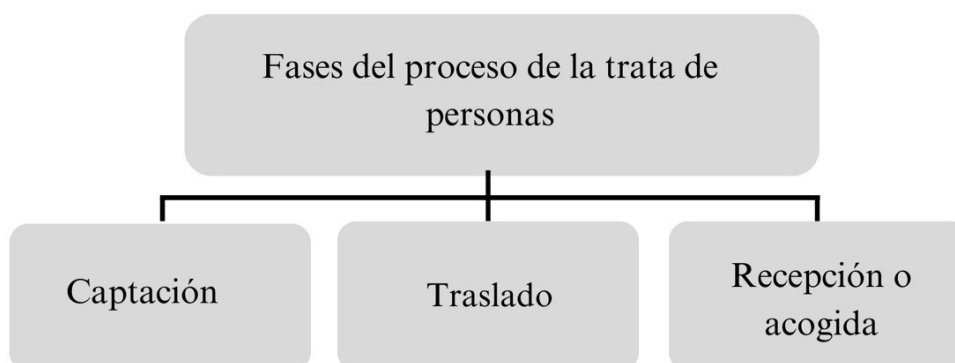 Fases del proceso de la trata de
personas
Captación
Traslado
Recepción o
acogida